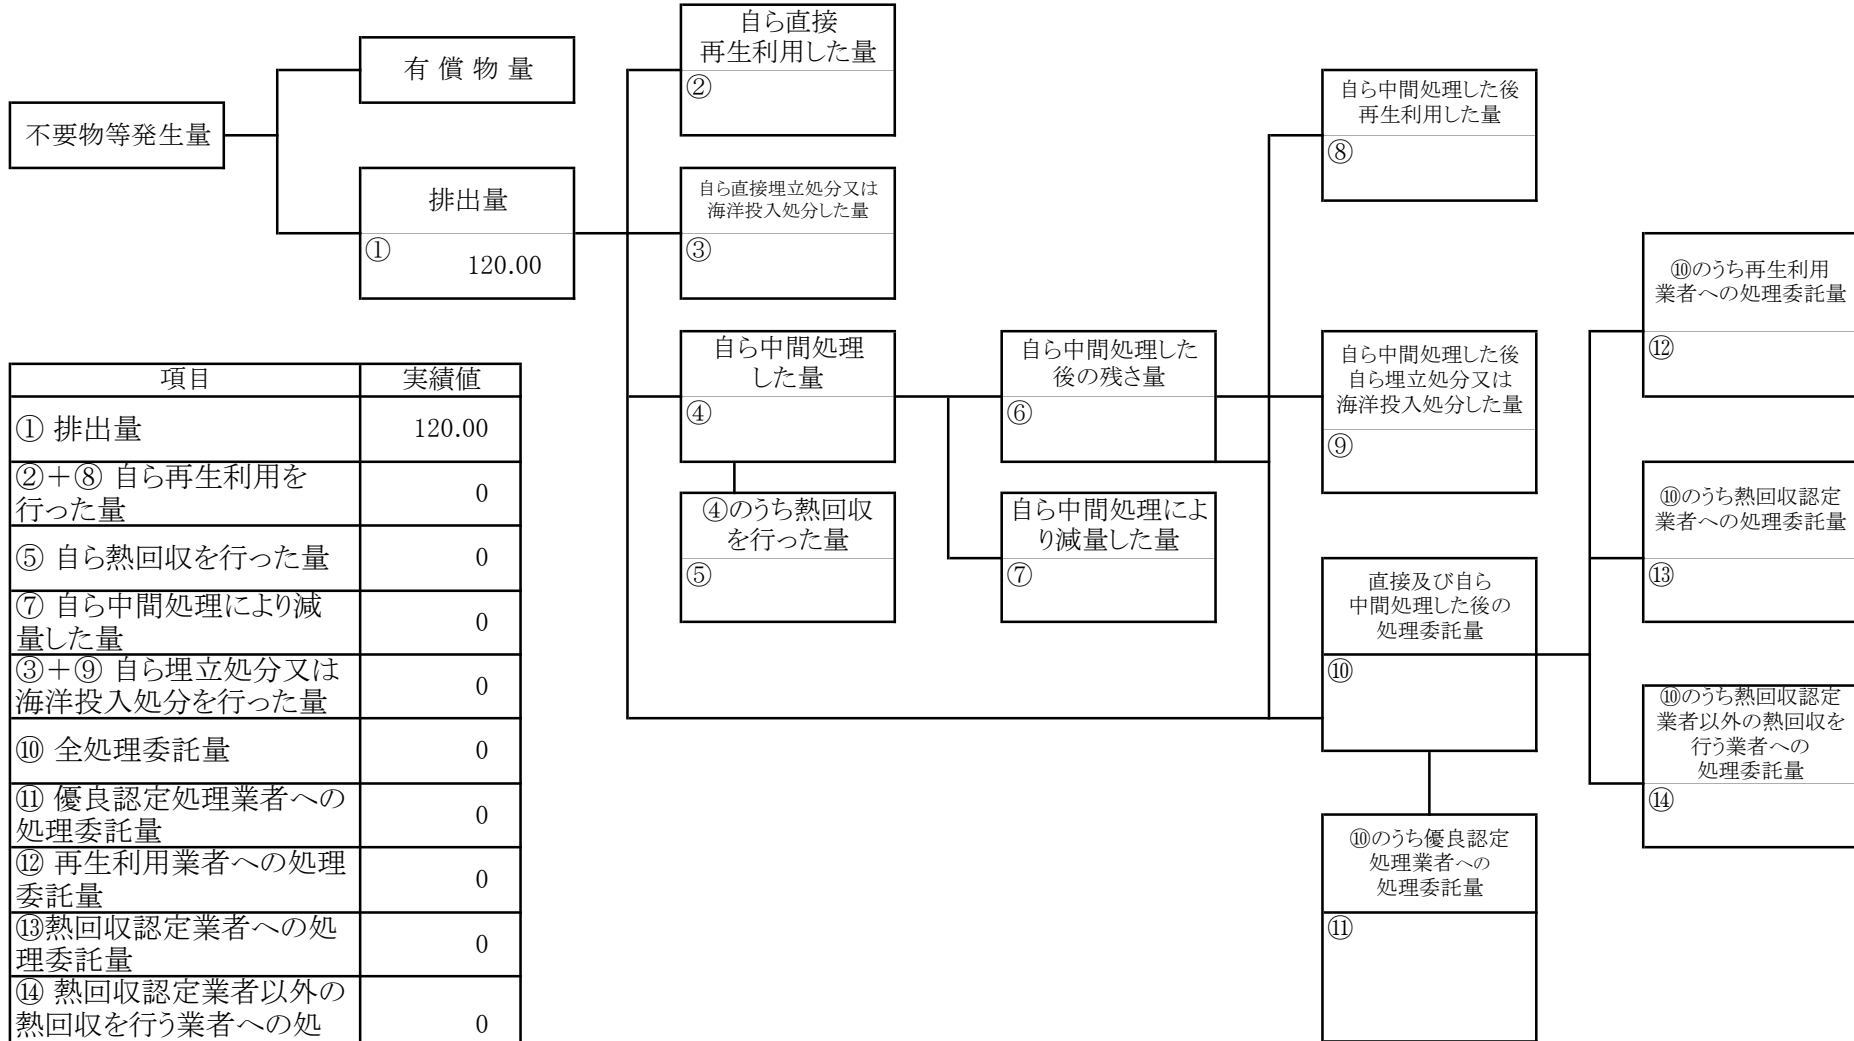 不要物等発生量
有 償 物 量
排出量
①
120.00
自ら直接
再生利用した量
②
自ら直接埋立処分又は
海洋投入処分した量
③
自ら中間処理
した量
④
④のうち熱回収
を行った量
⑤
自ら中間処理した
後の残さ量
⑥
自ら中間処理によ
り減量した量
⑦
自ら中間処理した後
再生利用した量
⑧
自ら中間処理した後
自ら埋立処分又は
海洋投入処分した量
⑨
直接及び自ら
中間処理した後の
処理委託量
⑩
⑩のうち優良認定
処理業者への
処理委託量
⑪
⑩のうち再生利用
業者への処理委託量
⑫
⑩のうち熱回収認定
業者への処理委託量
⑬
⑩のうち熱回収認定
業者以外の熱回収を
行う業者への
処理委託量
⑭
項目 実績値
① 排出量 120.00
②＋⑧ 自ら再生利用を
行った量 0
⑤ 自ら熱回収を行った量 0
⑦ 自ら中間処理により減
量した量 0
③＋⑨ 自ら埋立処分又は
海洋投入処分を行った量 0
⑩ 全処理委託量 0
⑪ 優良認定処理業者への
処理委託量 0
⑫ 再生利用業者への処理
委託量 0
⑬熱回収認定業者への処
理委託量 0
⑭ 熱回収認定業者以外の
熱回収を行う業者への処 0